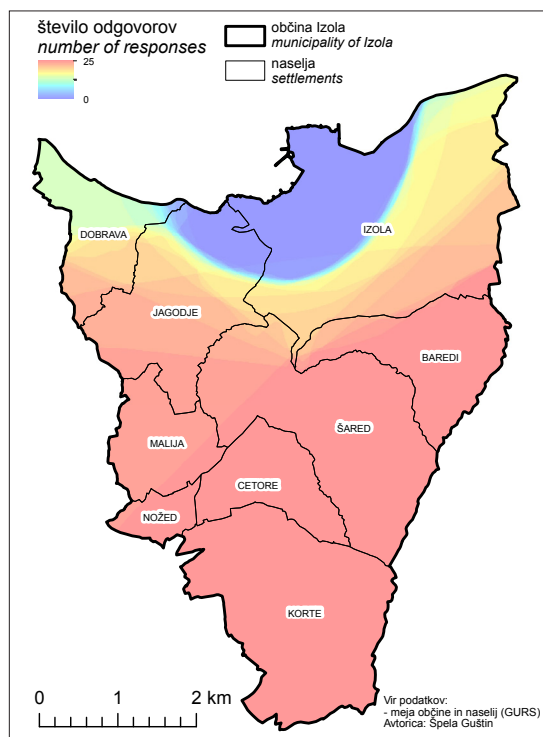 število odgovorov
number of responses
25
0
občina Izola
municipality of Izola
naselja
settlements
DOBRAVA
IZOLA
JAGODJE
BAREDI
ŠARED
MALIJA
CETORE
NOŽED
KORTE
0 1 2 km
Vir podatkov:
- meja občine in naselij (GURS)
Avtorica: Špela Guštin